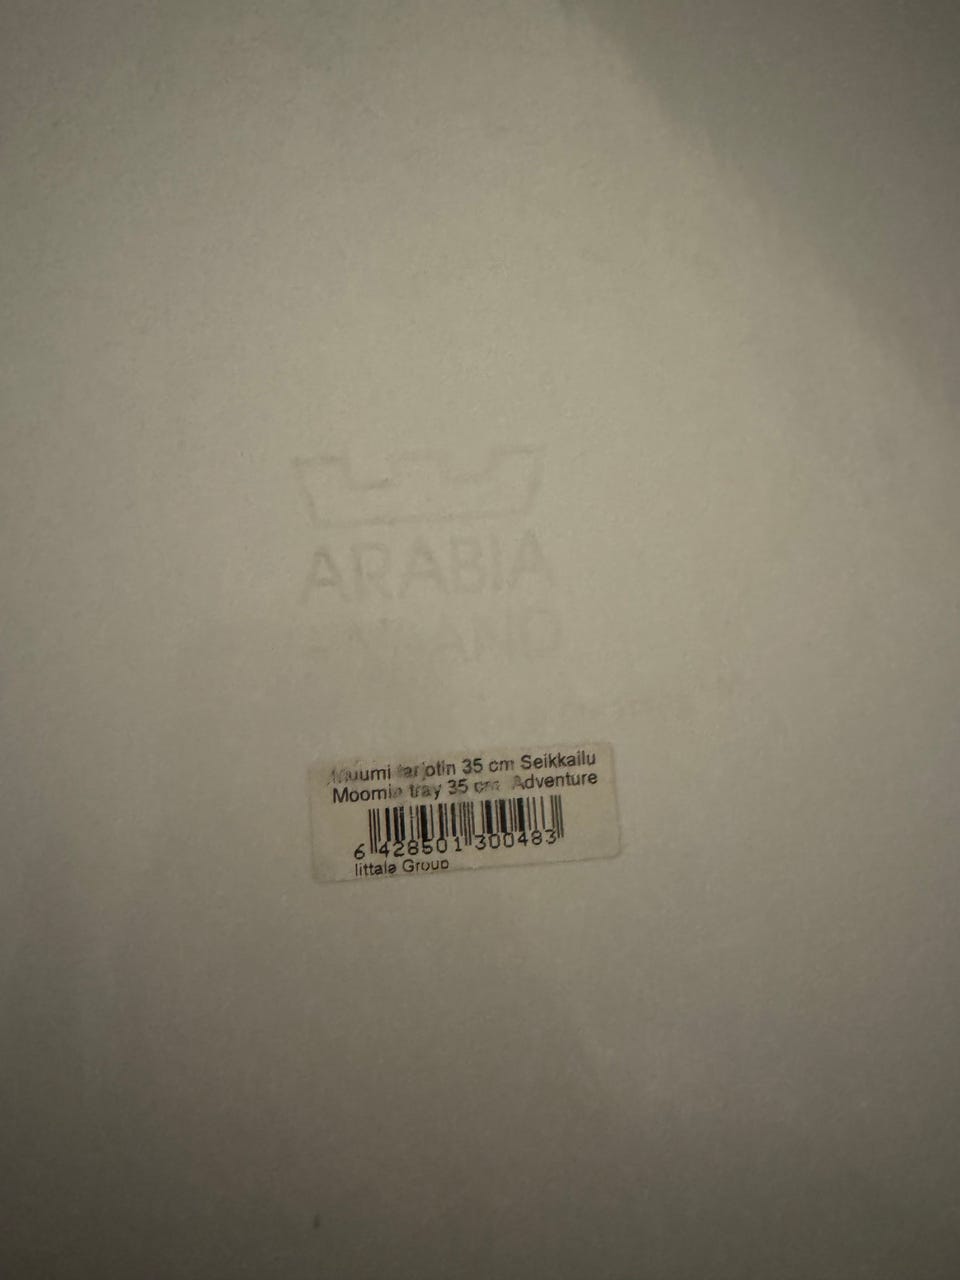 ARABIA
Muumi tarjotin 35 cm Seikkailu
Moomin tray 35 cm Adventure
6 428501 300483
Iittala Group